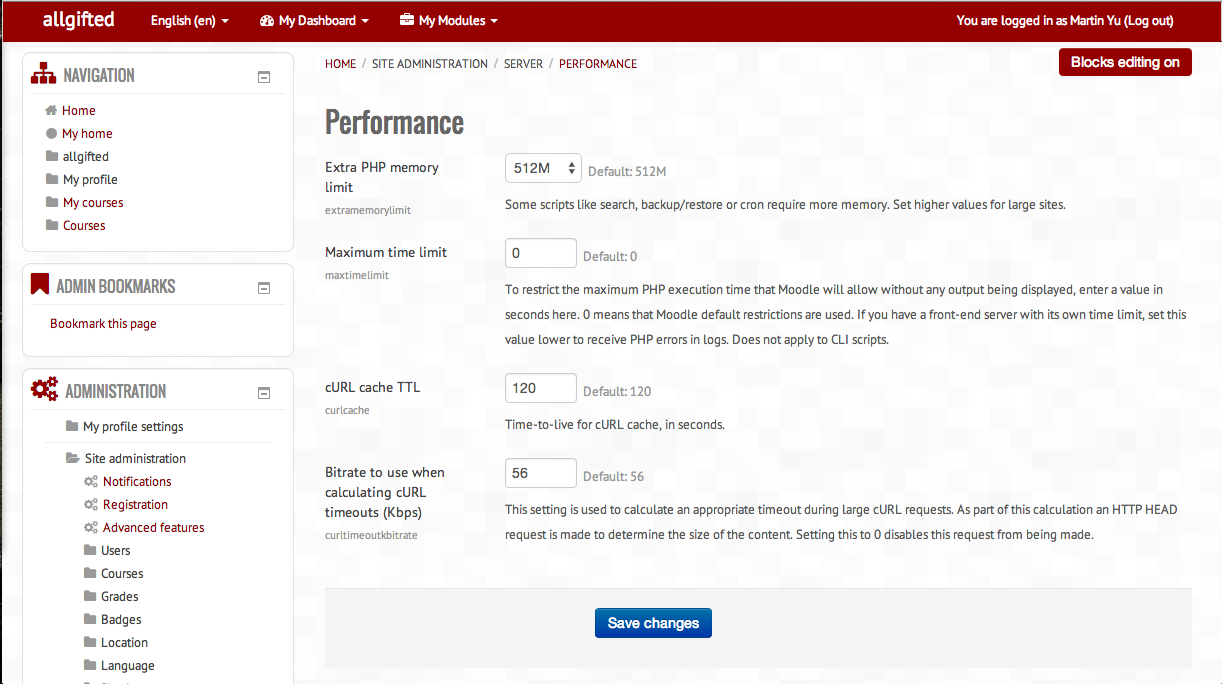 allgifted
English (en)
My Dashboard
My Modules
You are logged in as Martin Yu (Log out)
NAVIGATION
Home
My home
allgifted
My profile
My courses
Courses
ADMIN BOOKMARKS
Bookmark this page
ADMINISTRATION
My profile settings
Site administration
Notifications
Registration
Advanced features
Users
Courses
Grades
Badges
Location
Language
HOME / SITE ADMINISTRATION / SERVER / PERFORMANCE
Blocks editing on
Performance
Extra PHP memory
limit
extramemorylimit
512M
Default: 512M
Some scripts like search, backup/restore or cron require more memory. Set higher values for large sites.
Maximum time limit
maxtimelimit
0
Default: 0
To restrict the maximum PHP execution time that Moodle will allow without any output being displayed, enter a value in
seconds here. 0 means that Moodle default restrictions are used. If you have a front-end server with its own time limit, set this
value lower to receive PHP errors in logs. Does not apply to CLI scripts.
cURL cache TTL
curlcache
120
Default: 120
Time-to-live for cURL cache, in seconds.
Bitrate to use when
calculating cURL
timeouts (Kbps)
curltimeoutkbitrate
56
Default: 56
This setting is used to calculate an appropriate timeout during large cURL requests. As part of this calculation an HTTP HEAD
request is made to determine the size of the content. Setting this to 0 disables this request from being made.
Save changes